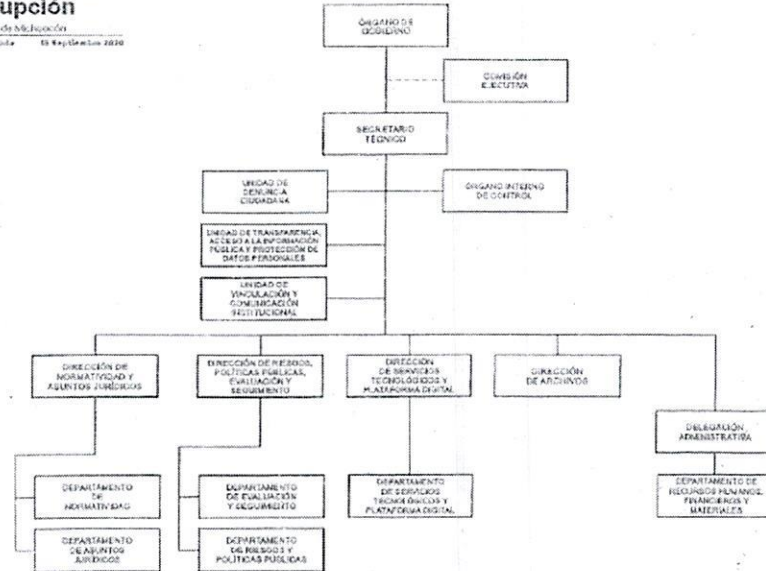 upción
de Michoacán
15 Septiembre 2020
ÓRGANO DE
GOBIERNO
COMISIÓN
EJECUTIVA
SECRETARIO
TÉCNICO
UNIDAD DE
DENUNCIA
CIUDADANA
ÓRGANO INTERNO
DE CONTROL
UNIDAD DE TRANSPARENCIA,
ACCESO A LA INFORMACIÓN
PÚBLICA Y PROTECCIÓN DE
DATOS PERSONALES
UNIDAD DE
VINCULACIÓN Y
COMUNICACIÓN
INSTITUCIONAL
DIRECCIÓN DE
NORMATIVIDAD Y
ASUNTOS JURÍDICOS
DIRECCIÓN DE RIESGOS,
POLÍTICAS PÚBLICAS,
EVALUACIÓN Y
SEGUIMIENTO
DIRECCIÓN
DE SERVICIOS
TECNOLÓGICOS Y
PLATAFORMA DIGITAL
DIRECCIÓN
DE ARCHIVOS
DELEGACIÓN
ADMINISTRATIVA
DEPARTAMENTO
DE
NORMATIVIDAD
DEPARTAMENTO
DE EVALUACIÓN
Y SEGUIMIENTO
DEPARTAMENTO
DE SERVICIOS
TECNOLÓGICOS Y
PLATAFORMA DIGITAL
DEPARTAMENTO DE
RECURSOS HUMANOS,
FINANCIEROS Y
MATERIALES
DEPARTAMENTO
DE ASUNTOS
JURÍDICOS
DEPARTAMENTO
DE RIESGOS Y
POLÍTICAS PÚBLICAS